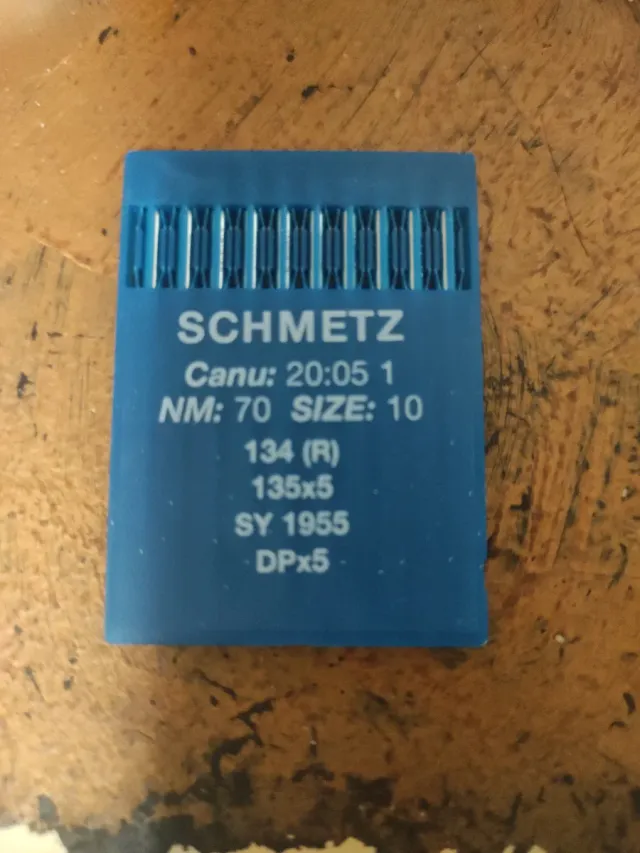 SCHMETZ
Canu: 20:05 1
NM: 70 SIZE: 10
134 (R)
135x5
SY 1955
DPx5